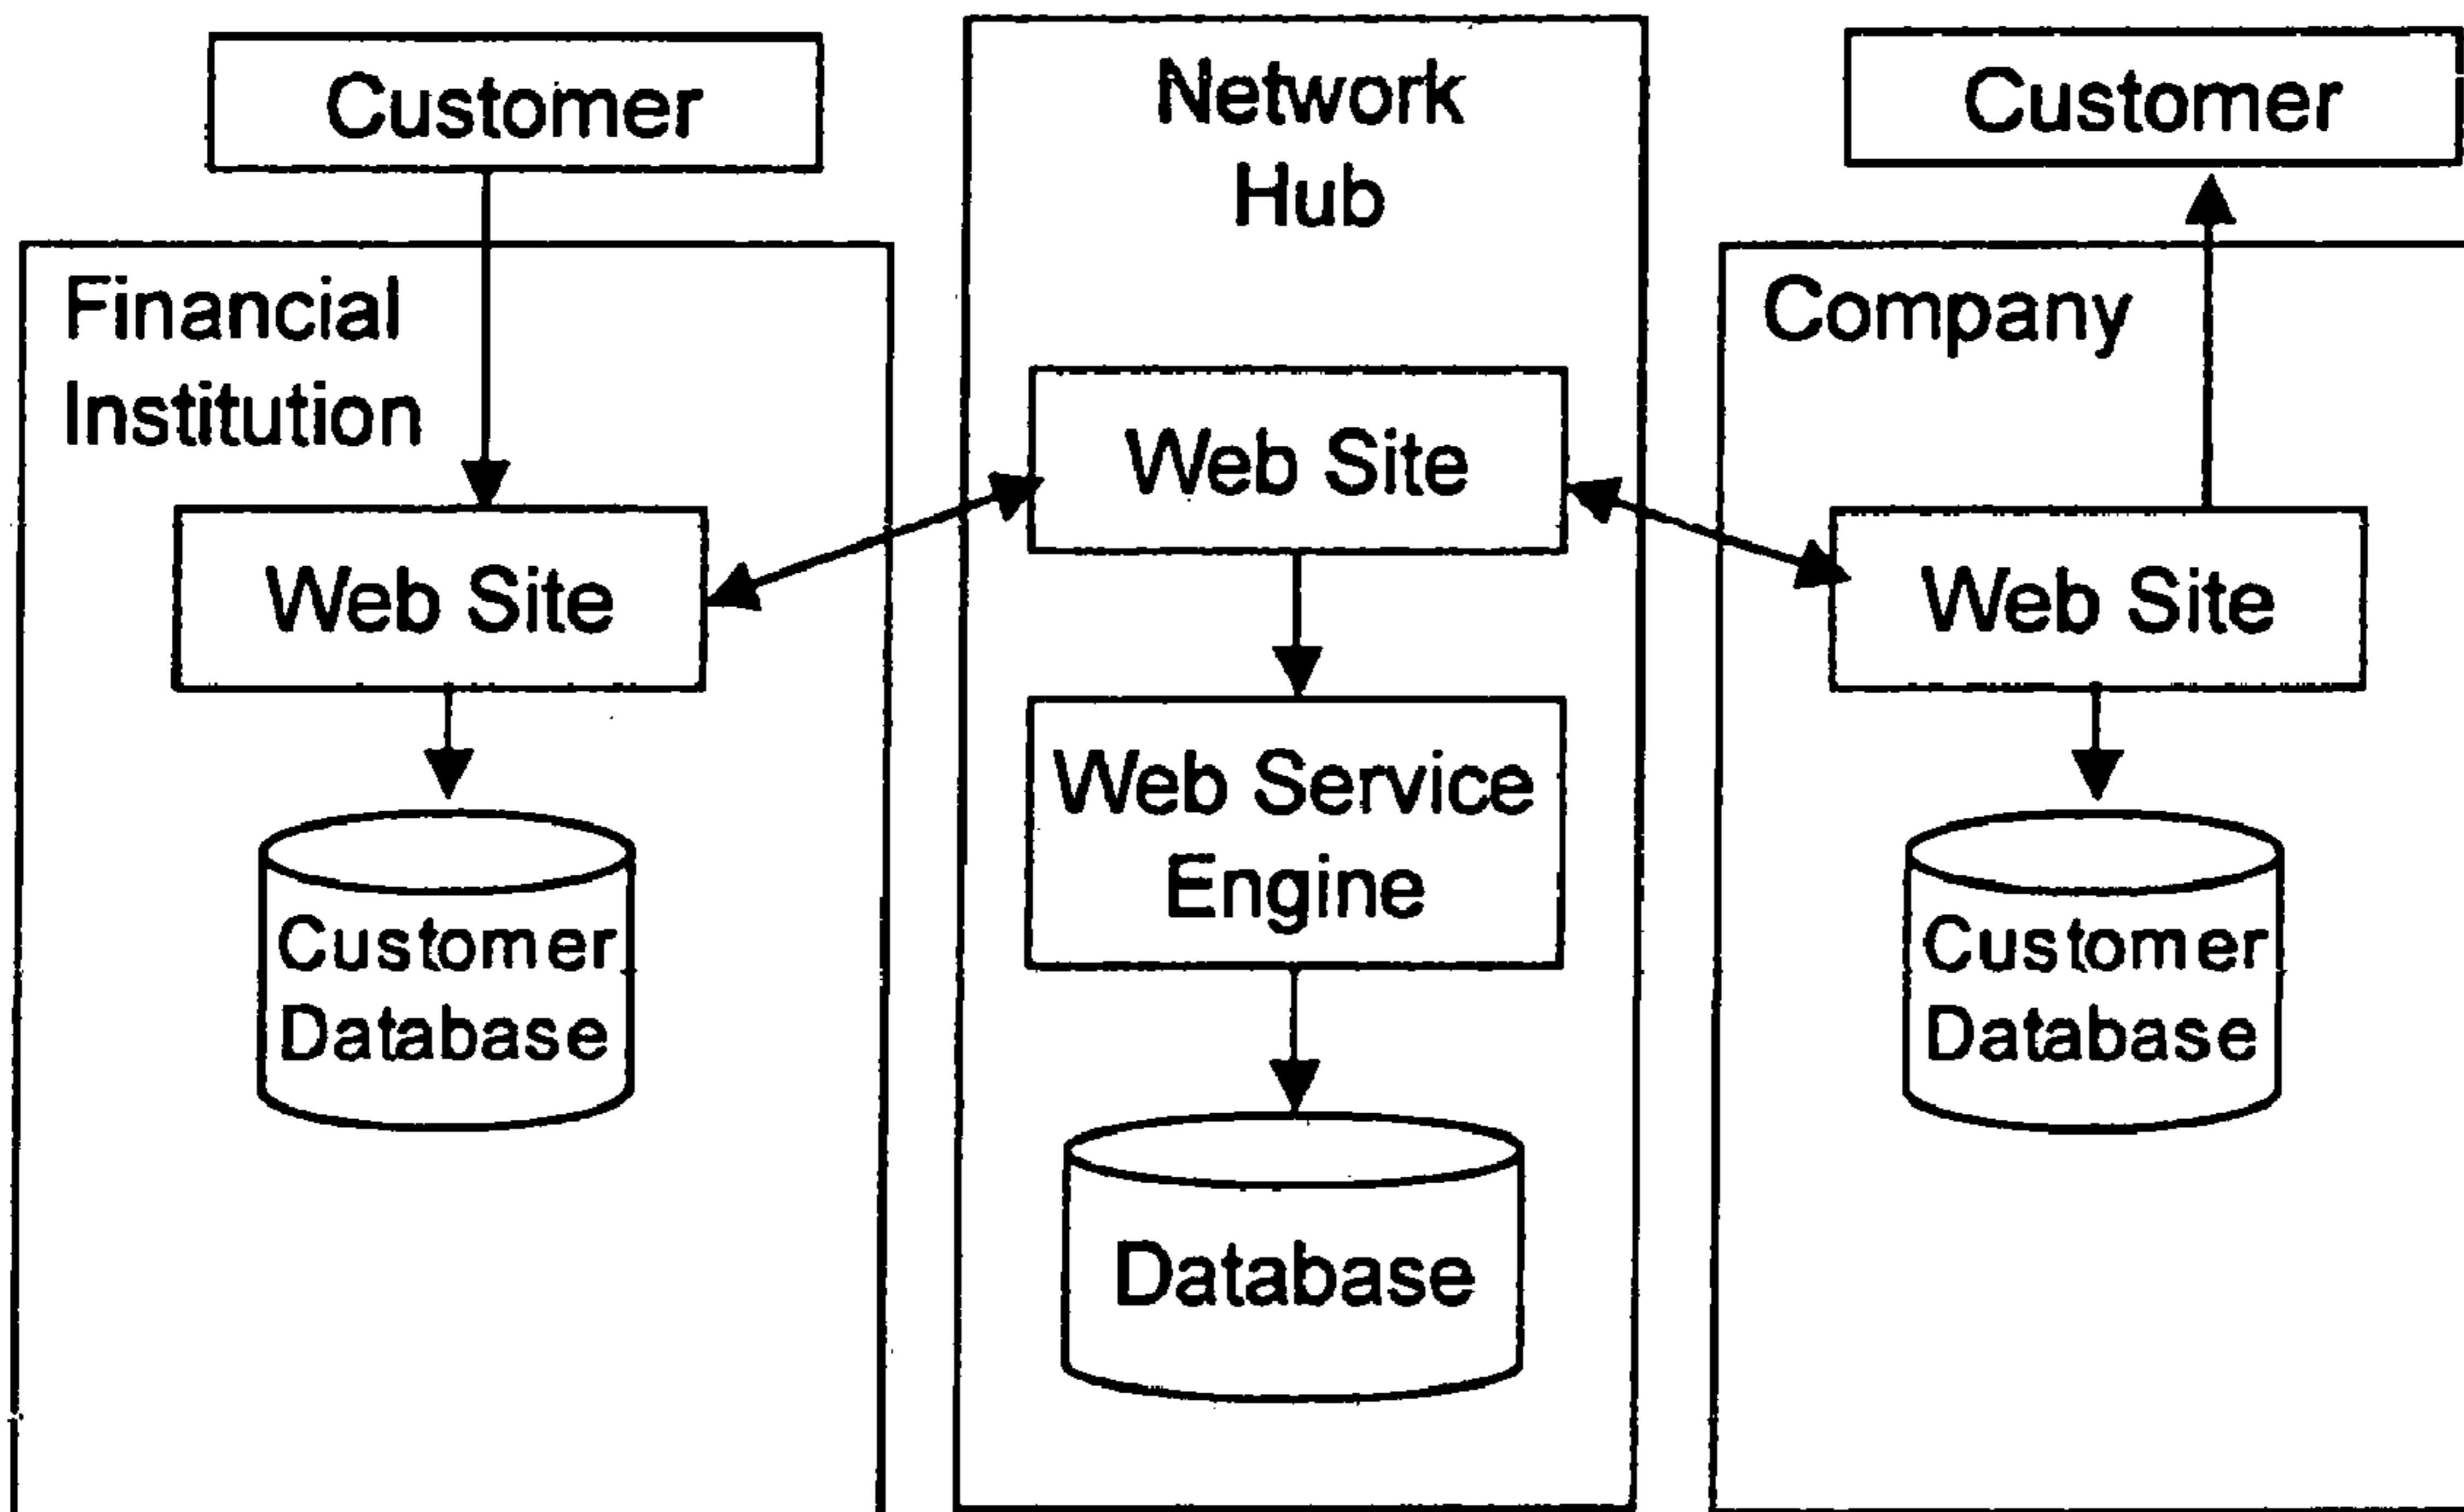 Customer
Financial
Institution
Web Site
Customer
Database
Network
Hub
Web Site
Web Service
Engine
Database
Customer
Company
Web Site
Customer
Database